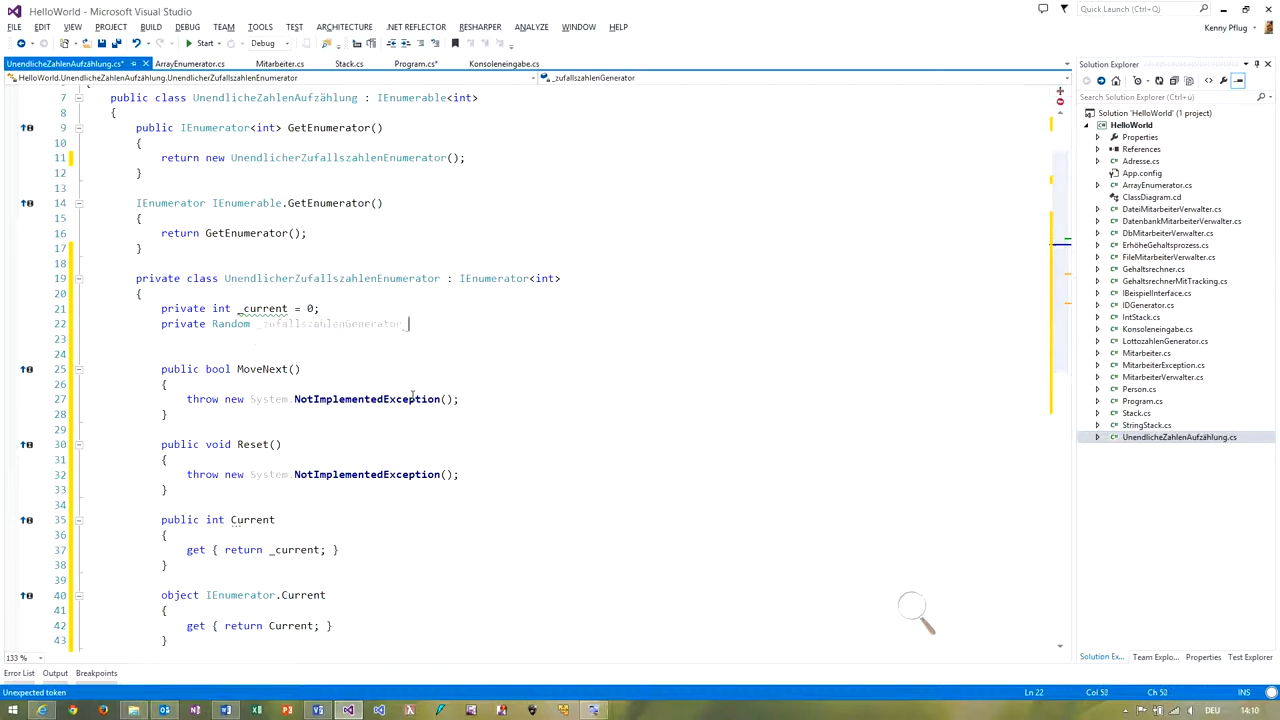 HelloWorld - Microsoft Visual Studio
Quick Launch (Ctrl+Q)
FILE EDIT VIEW PROJECT BUILD DEBUG TEAM TOOLS TEST ARCHITECTURE .NET REFLECTOR RESHARPER ANALYZE WINDOW HELP
Kenny Pflug
Start Debug
UnendlicheZahlenAufzählung.cs* ArrayEnumerator.cs Mitarbeiter.cs Stack.cs Program.cs* Konsoleneingabe.cs
HelloWorld.UnendlicheZahlenAufzählung.UnendlicherZufallszahlenEnumerator _zufallszahlenGenerator
7 public class UnendlicheZahlenAufzählung : IEnumerable<int>
8 {
9 public IEnumerator<int> GetEnumerator()
10 {
11 return new UnendlicherZufallszahlenEnumerator();
12 }
13
14 IEnumerator IEnumerable.GetEnumerator()
15 {
16 return GetEnumerator();
17 }
18
19 private class UnendlicherZufallszahlenEnumerator : IEnumerator<int>
20 {
21 private int _current = 0;
22 private Random _zufallszahlenGenerator
23
24
25 public bool MoveNext()
26 {
27 throw new System.NotImplementedException();
28 }
29
30 public void Reset()
31 {
32 throw new System.NotImplementedException();
33 }
34
35 public int Current
36 {
37 get { return _current; }
38 }
39
40 object IEnumerator.Current
41 {
42 get { return Current; }
43 }
133 %
Solution Explorer
Search Solution Explorer (Ctrl+ü)
Solution 'HelloWorld' (1 project)
HelloWorld
Properties
References
Adresse.cs
App.config
ArrayEnumerator.cs
ClassDiagram.cd
DateiMitarbeiterVerwalter.cs
DatenbankMitarbeiterVerwalter.cs
DbMitarbeiterVerwalter.cs
ErhöheGehaltsprozess.cs
FileMitarbeiterVerwalter.cs
Gehaltsrechner.cs
GehaltsrechnerMitTracking.cs
IBeispielInterface.cs
IDGenerator.cs
IntStack.cs
Konsoleneingabe.cs
LottozahlenGenerator.cs
Mitarbeiter.cs
MitarbeiterException.cs
MitarbeiterVerwalter.cs
Person.cs
Program.cs
Stack.cs
StringStack.cs
UnendlicheZahlenAufzählung.cs
Solution Ex... Team Explo... Properties Test Explorer
Error List Output Breakpoints
Unexpected token Ln 22 Col 53 Ch 53 INS
DEU 14:10